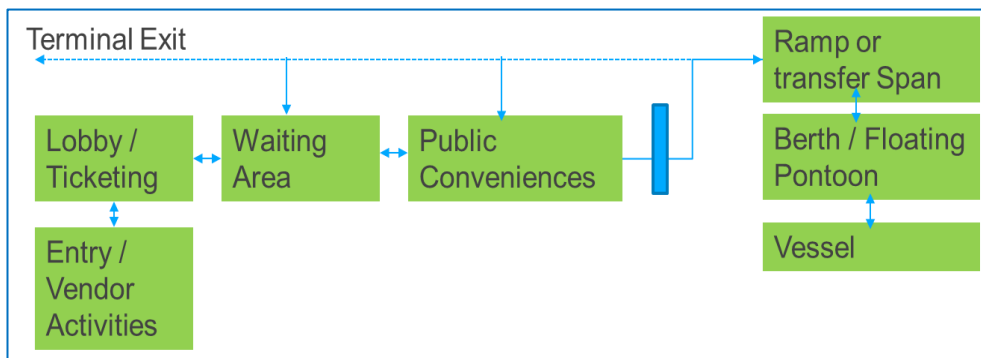 Terminal Exit
Ramp or
transfer Span
Lobby /
Ticketing
Waiting
Area
Public
Conveniences
Berth / Floating
Pontoon
Entry /
Vendor
Activities
Vessel